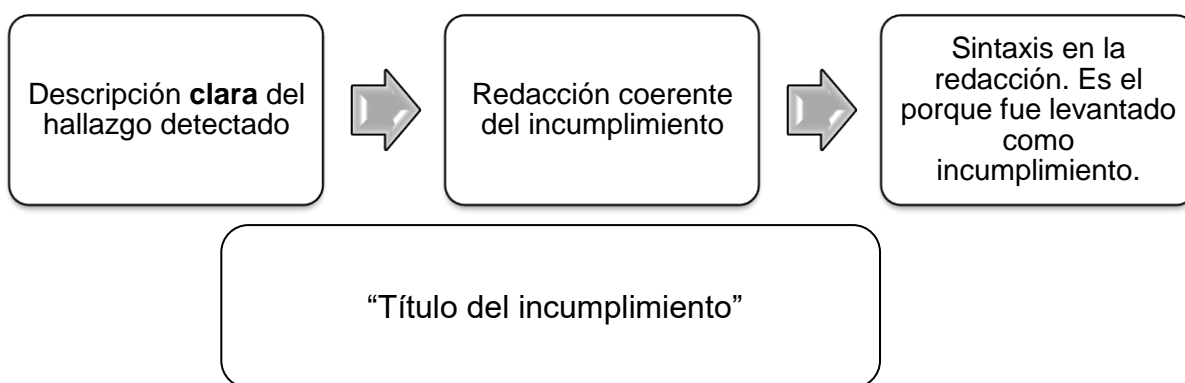 Descripción clara del
hallazgo detectado
Redacción coerente
del incumplimiento
Sintaxis en la
redacción. Es el
porque fue levantado
como
incumplimiento.
“Título del incumplimiento”